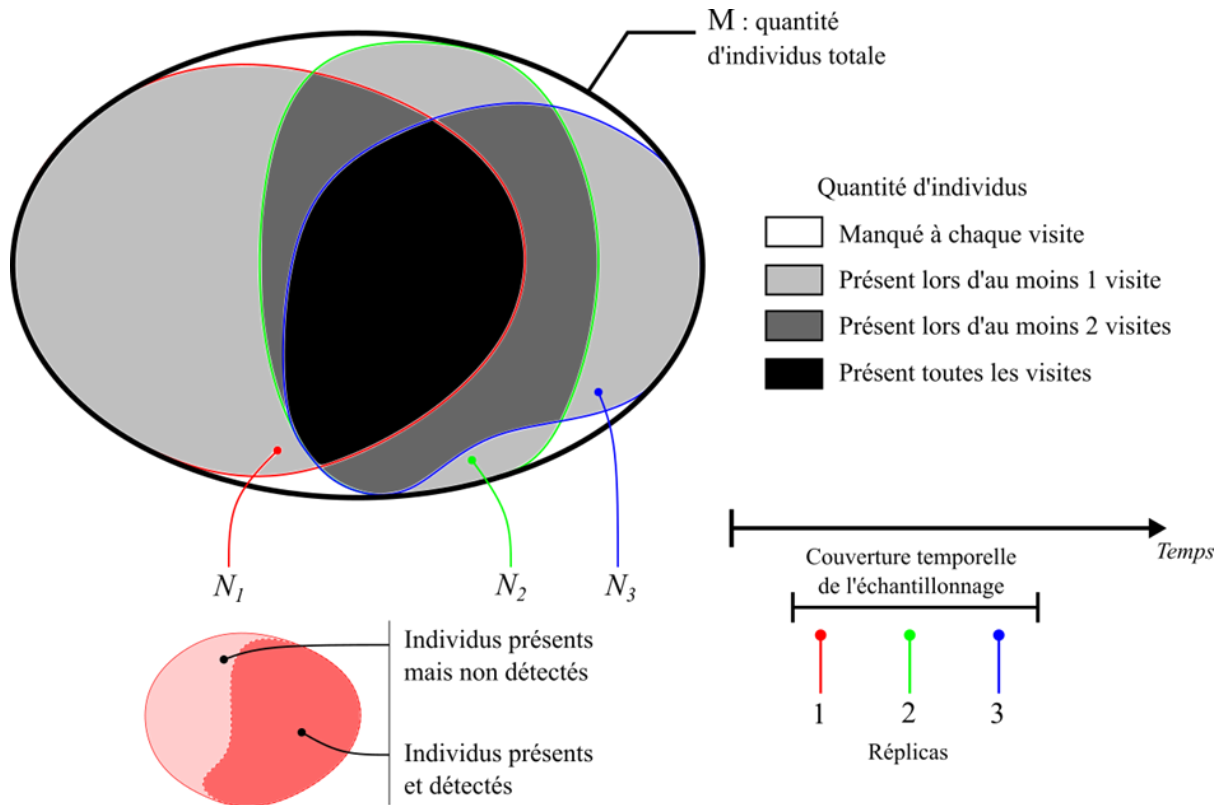 M : quantité
d'individus totale
Quantité d'individus
Manqué à chaque visite
Présent lors d'au moins 1 visite
Présent lors d'au moins 2 visites
Présent toutes les visites
N1
N2
N3
Temps
Couverture temporelle
de l'échantillonnage
1
2
3
Réplicas
Individus présents
mais non détectés
Individus présents
et détectés